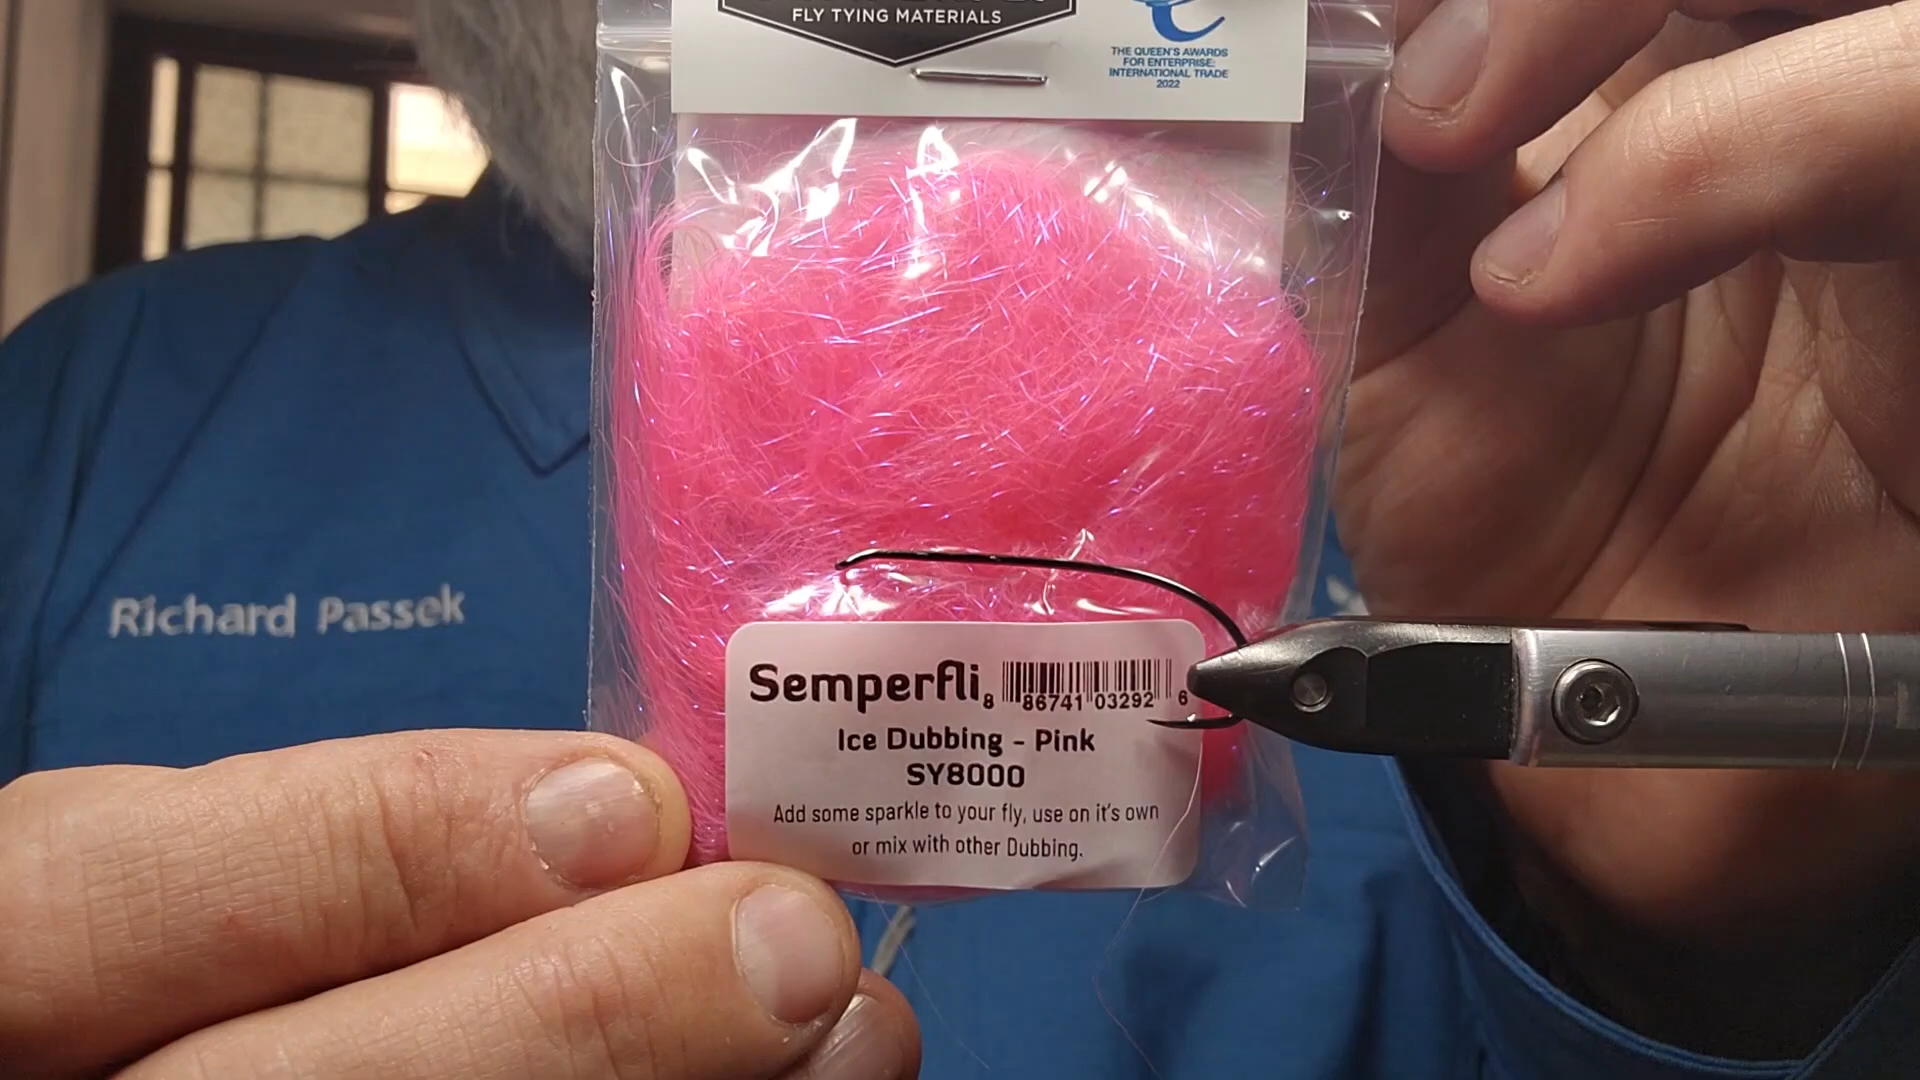 FLY TYING MATERIALS
THE QUEEN'S AWARDS
FOR ENTERPRISE:
INTERNATIONAL TRADE
2022
Richard Passek
Semperfli
8 86741 03292 6
Ice Dubbing - Pink
SY8000
Add some sparkle to your fly, use on it's own
or mix with other Dubbing.